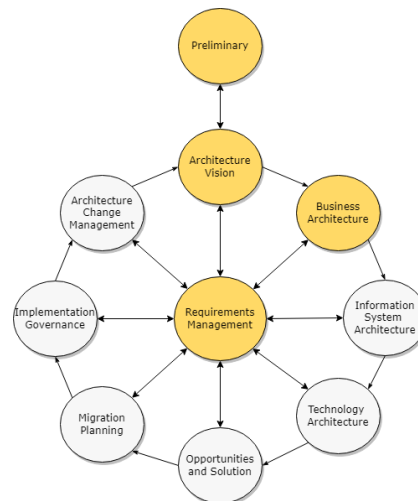 Preliminary
Architecture
Vision
Architecture
Change
Management
Business
Architecture
Implementation
Governance
Requirements
Management
Information
System
Architecture
Migration
Planning
Technology
Architecture
Opportunities
and Solution